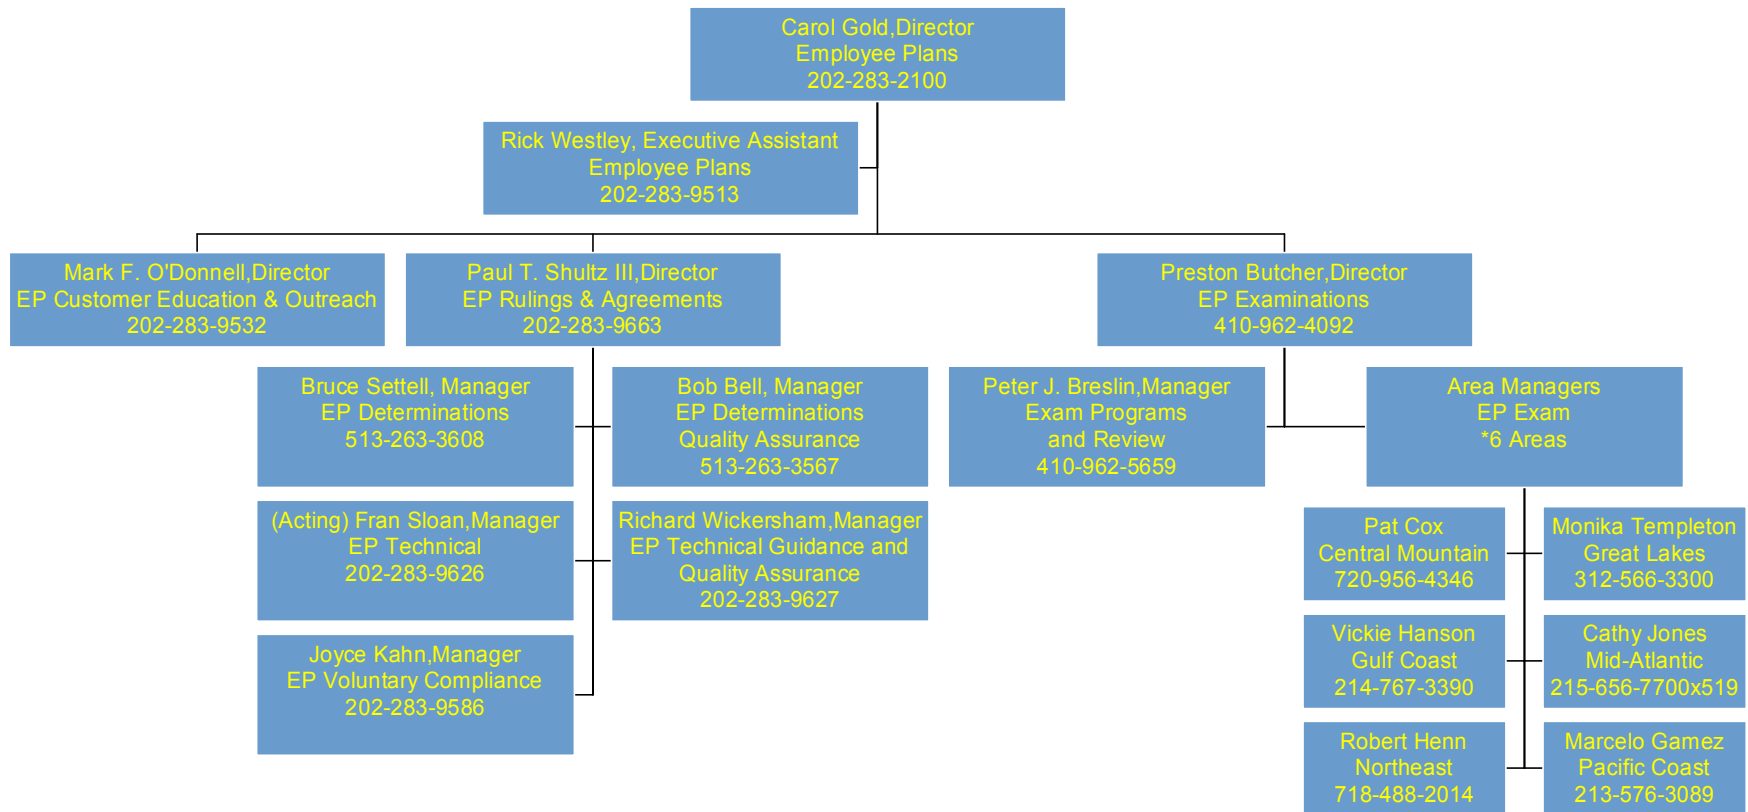 Carol Gold,Director
Employee Plans
202-283-2100
Rick Westley, Executive Assistant
Employee Plans
202-283-9513
Mark F. O'Donnell,Director
EP Customer Education & Outreach
202-283-9532
Paul T. Shultz III,Director
EP Rulings & Agreements
202-283-9663
Preston Butcher,Director
EP Examinations
410-962-4092
Bruce Settell, Manager
EP Determinations
513-263-3608
Bob Bell, Manager
EP Determinations
Quality Assurance
513-263-3567
Peter J. Breslin,Manager
Exam Programs
and Review
410-962-5659
Area Managers
EP Exam
*6 Areas
(Acting) Fran Sloan,Manager
EP Technical
202-283-9626
Richard Wickersham,Manager
EP Technical Guidance and
Quality Assurance
202-283-9627
Pat Cox
Central Mountain
720-956-4346
Monika Templeton
Great Lakes
312-566-3300
Joyce Kahn,Manager
EP Voluntary Compliance
202-283-9586
Vickie Hanson
Gulf Coast
214-767-3390
Cathy Jones
Mid-Atlantic
215-656-7700x519
Robert Henn
Northeast
718-488-2014
Marcelo Gamez
Pacific Coast
213-576-3089